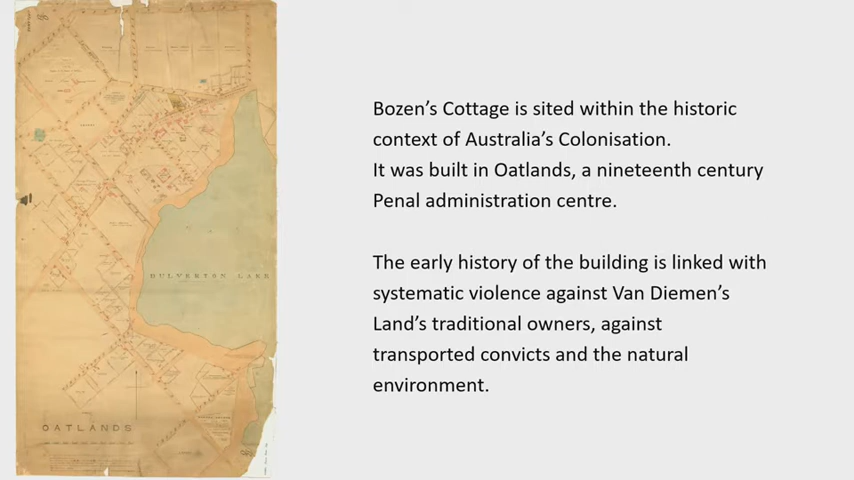 Bozen’s Cottage is sited within the historic
context of Australia’s Colonisation.
It was built in Oatlands, a nineteenth century
Penal administration centre.
The early history of the building is linked with
systematic violence against Van Diemen’s
Land’s traditional owners, against
transported convicts and the natural
environment.
DULVERTON LAKE
OATLANDS